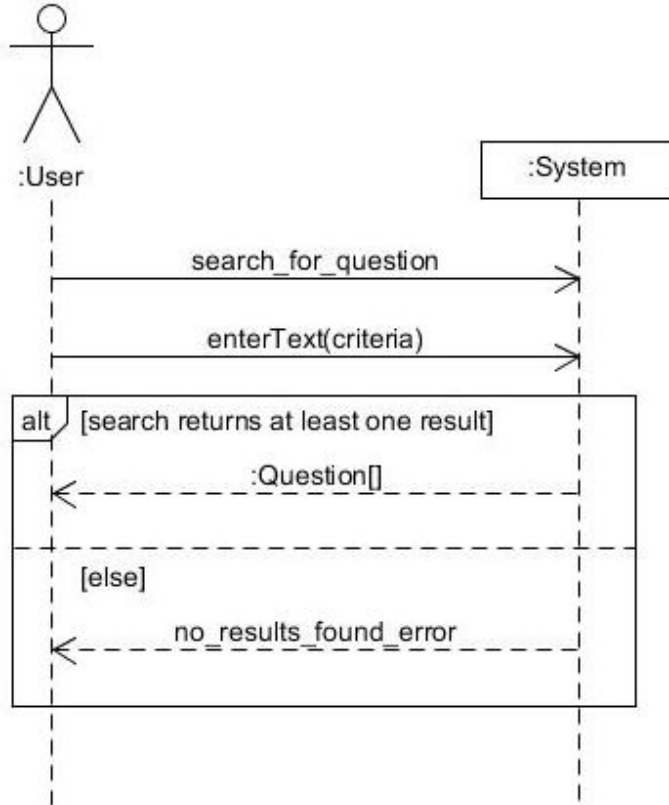 :User
:System
search_for_question
enterText(criteria)
alt [search returns at least one result]
:Question[]
[else]
no_results_found_error